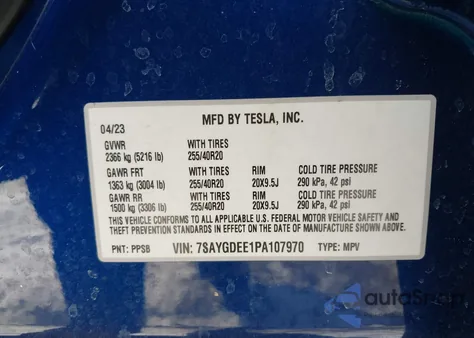 MFD BY TESLA, INC.
04/23
GVWR WITH TIRES
2366 kg (5216 lb) 255/40R20
GAWR FRT WITH TIRES RIM COLD TIRE PRESSURE
1363 kg (3004 lb) 255/40R20 20X9.5J 290 kPa, 42 psi
GAWR RR WITH TIRES RIM COLD TIRE PRESSURE
1500 kg (3306 lb) 255/40R20 20X9.5J 290 kPa, 42 psi
THIS VEHICLE CONFORMS TO ALL APPLICABLE U.S. FEDERAL MOTOR VEHICLE SAFETY AND
THEFT PREVENTION STANDARDS IN EFFECT ON THE DATE OF MANUFACTURE SHOWN ABOVE.
PNT: PPSB VIN: 7SAYGDEE1PA107970 TYPE: MPV